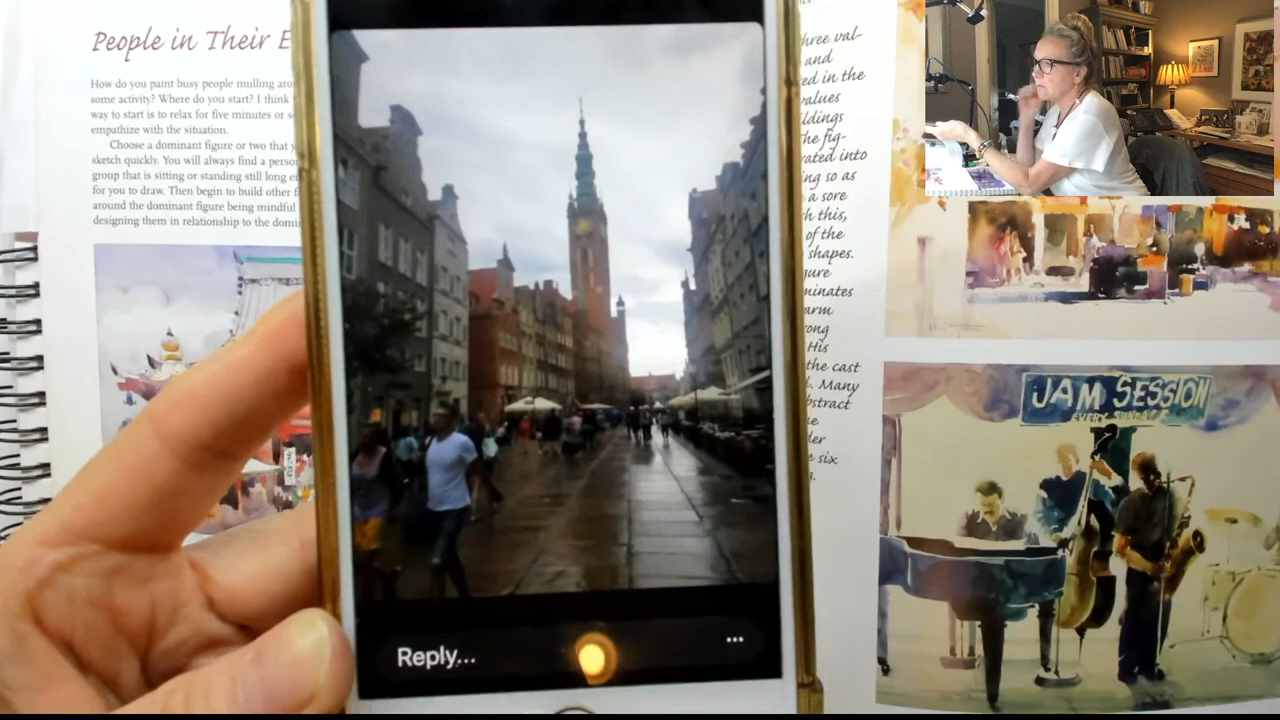 People in Their E
How do you paint busy people mulling aro
some activity? Where do you start? I think
way to start is to relax for five minutes or s
empathize with the situation.
Choose a dominant figure or two that y
sketch quickly. You will always find a perso
group that is sitting or standing still long e
for you to draw. Then begin to build other f
around the dominant figure being mindful
designing them in relationship to the domi
three val-
and
ed in the
values
ldings
The fig-
rated into
ing so as
a sore
h this,
of the
shapes.
gure
minates
arm
ong
His
the cast
l. Many
bstract
he
der
e six
Reply...
JAM SESSION
EVERY SUNDAY